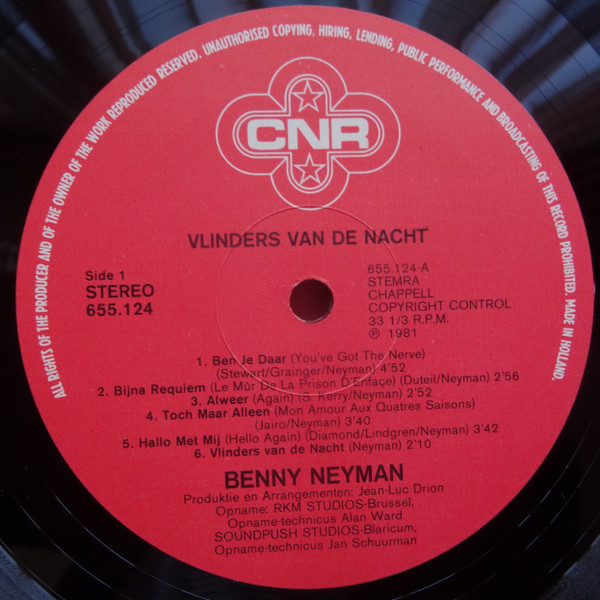 ALL RIGHTS OF THE PRODUCER AND OF THE OWNER OF THE WORK REPRODUCED RESERVED. UNAUTHORISED COPYING, HIRING, LENDING, PUBLIC PERFORMANCE AND BROADCASTING OF THIS RECORD PROHIBITED. MADE IN HOLLAND.
CNR
VLINDERS VAN DE NACHT
Side 1
STEREO
655.124
655.124-A
STEMRA
CHAPPELL
COPYRIGHT CONTROL
33 1/3 R.P.M.
℗ 1981
1. Ben Je Daar (You've Got The Nerve)
(Stewart/Grainger/Neyman) 4'52
2. Bijna Requiem (Le Mûr De La Prison D'Enfaçe) (Duteil/Neyman) 2'56
3. Alweer (Again) (S. Kerry/Neyman) 3'52
4. Toch Maar Alleen (Mon Amour Aux Quatres Saisons)
(Jairo/Neyman) 3'40
5. Hallo Met Mij (Hello Again) (Diamond/Lindgren/Neyman) 3'42
6. Vlinders van de Nacht (Neyman) 2'10
BENNY NEYMAN
Produktie en Arrangementen: Jean-Luc Drion
Opname: RKM STUDIOS-Brussel,
Opname-technicus Alan Ward
SOUNDPUSH STUDIOS-Blaricum,
Opname-technicus Jan Schuurman